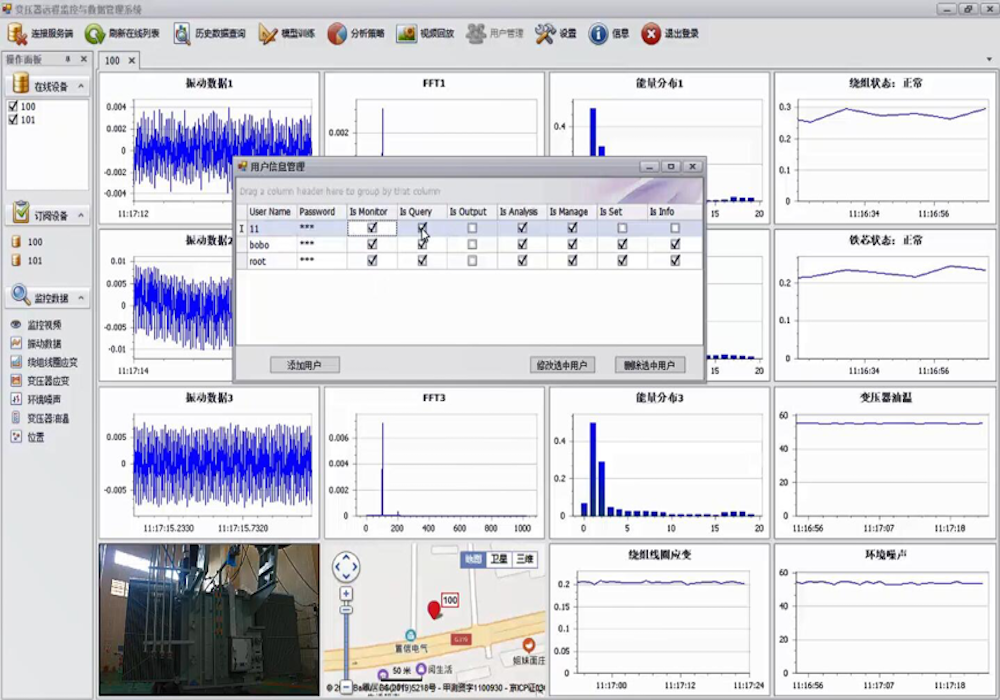 变压器远程监控与数据管理系统
连接服务端 刷新在线列表 历史数据查询 模型训练 分析策略 视频回放 用户管理 设置 信息 退出登录
操作面板
100
在线设备
100
101
订阅设备
100
101
监控数据
监控视频
振动数据
绕组线圈应变
变压器应变
环境噪声
变压器油温
位置
振动数据1
0.004
0.002
0
-0.002
-0.004
11:17:12
FFT1
0.002
能量分布1
0.4
15 20
绕组状态：正常
0.3
0.2
0.1
0
11:16:34 11:16:56
用户信息管理
Drag a column header here to group by that column
User Name Password Is Monitor Is Query Is Output Is Analysis Is Manage Is Set Is Info
11 ***
bobo ***
root ***
添加用户 修改选中用户 删除选中用户
振动数据2
0.01
0.005
0
-0.005
-0.01
11:17:14
15 20
铁芯状态：正常
0.2
0.1
0
11:16:34 11:16:56
振动数据3
0.005
0
-0.005
11:17:15.2330 11:17:15.7320
FFT3
0.006
0.004
0.002
0
0 200 400 600 800 1000
能量分布3
0.4
0.2
0
0 5 10 15 20
变压器油温
60
40
20
0
11:16:56 11:17:07 11:17:18
地图 卫星 三维
100
G316
置信电气
姐妹面庄
50 米
阅生活
5218号 - 甲测资字1100930 - 京ICP证03
绕组线圈应变
0.2
0.15
0.1
0.05
0
11:17:00 11:17:12 11:17:24
环境噪声
60
40
20
0
11:16:56 11:17:07 11:17:18